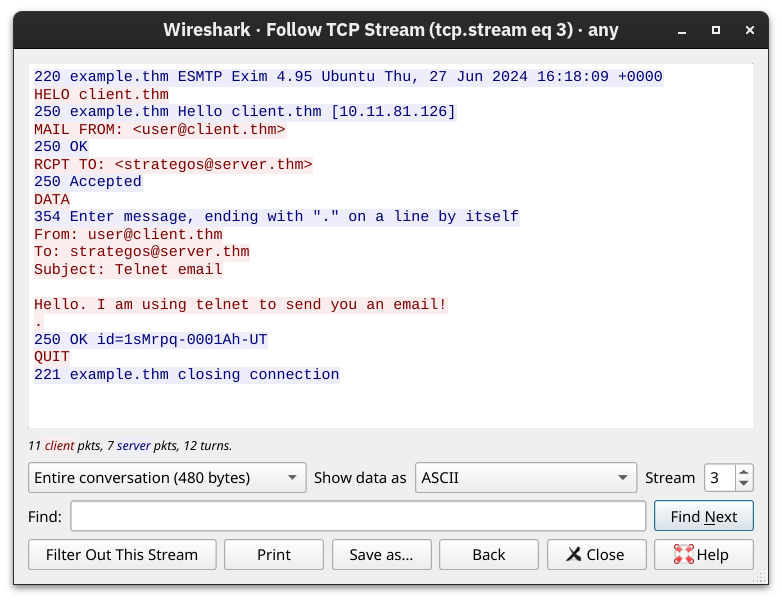 Wireshark · Follow TCP Stream (tcp.stream eq 3) · any
220 example.thm ESMTP Exim 4.95 Ubuntu Thu, 27 Jun 2024 16:18:09 +0000
HELO client.thm
250 example.thm Hello client.thm [10.11.81.126]
MAIL FROM: <user@client.thm>
250 OK
RCPT TO: <strategos@server.thm>
250 Accepted
DATA
354 Enter message, ending with "." on a line by itself
From: user@client.thm
To: strategos@server.thm
Subject: Telnet email

Hello. I am using telnet to send you an email!
.
250 OK id=1sMrpq-0001Ah-UT
QUIT
221 example.thm closing connection
11 client pkts, 7 server pkts, 12 turns.
Entire conversation (480 bytes) Show data as ASCII Stream 3
Find: Find Next
Filter Out This Stream Print Save as... Back Close Help